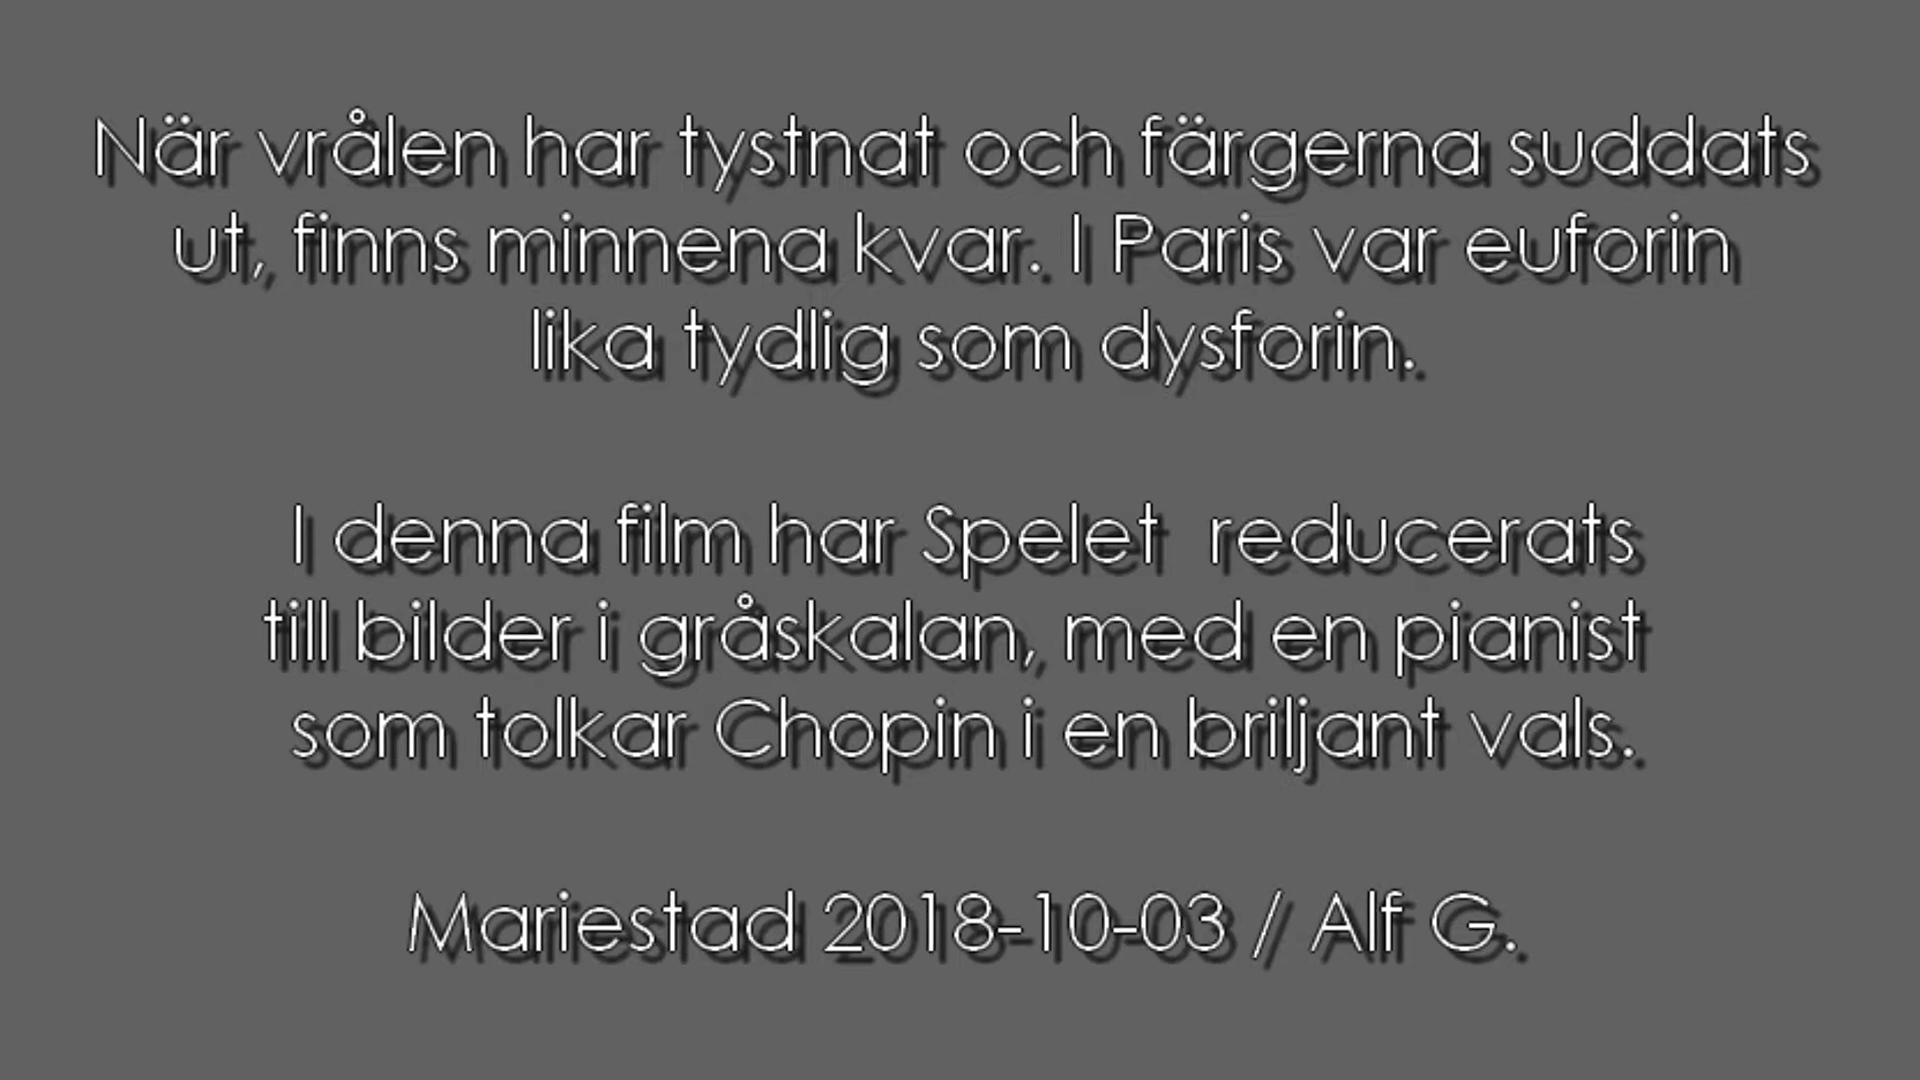 När vrålen har tystnat och färgerna suddats
ut, finns minnena kvar. I Paris var euforin
lika tydlig som dysforin.
I denna film har Spelet  reducerats
till bilder i gråskalan, med en pianist
som tolkar Chopin i en briljant vals.
Mariestad 2018-10-03 / Alf G.